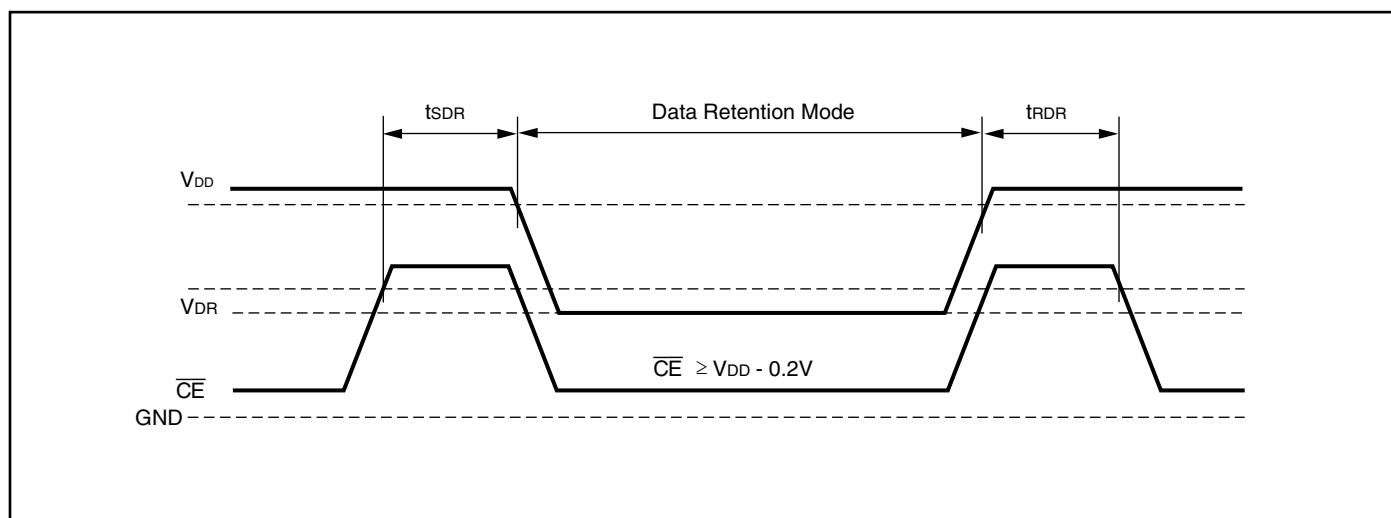 tSDR
Data Retention Mode
tRDR
VDD
VDR
CE ≥ VDD - 0.2V
CE
GND